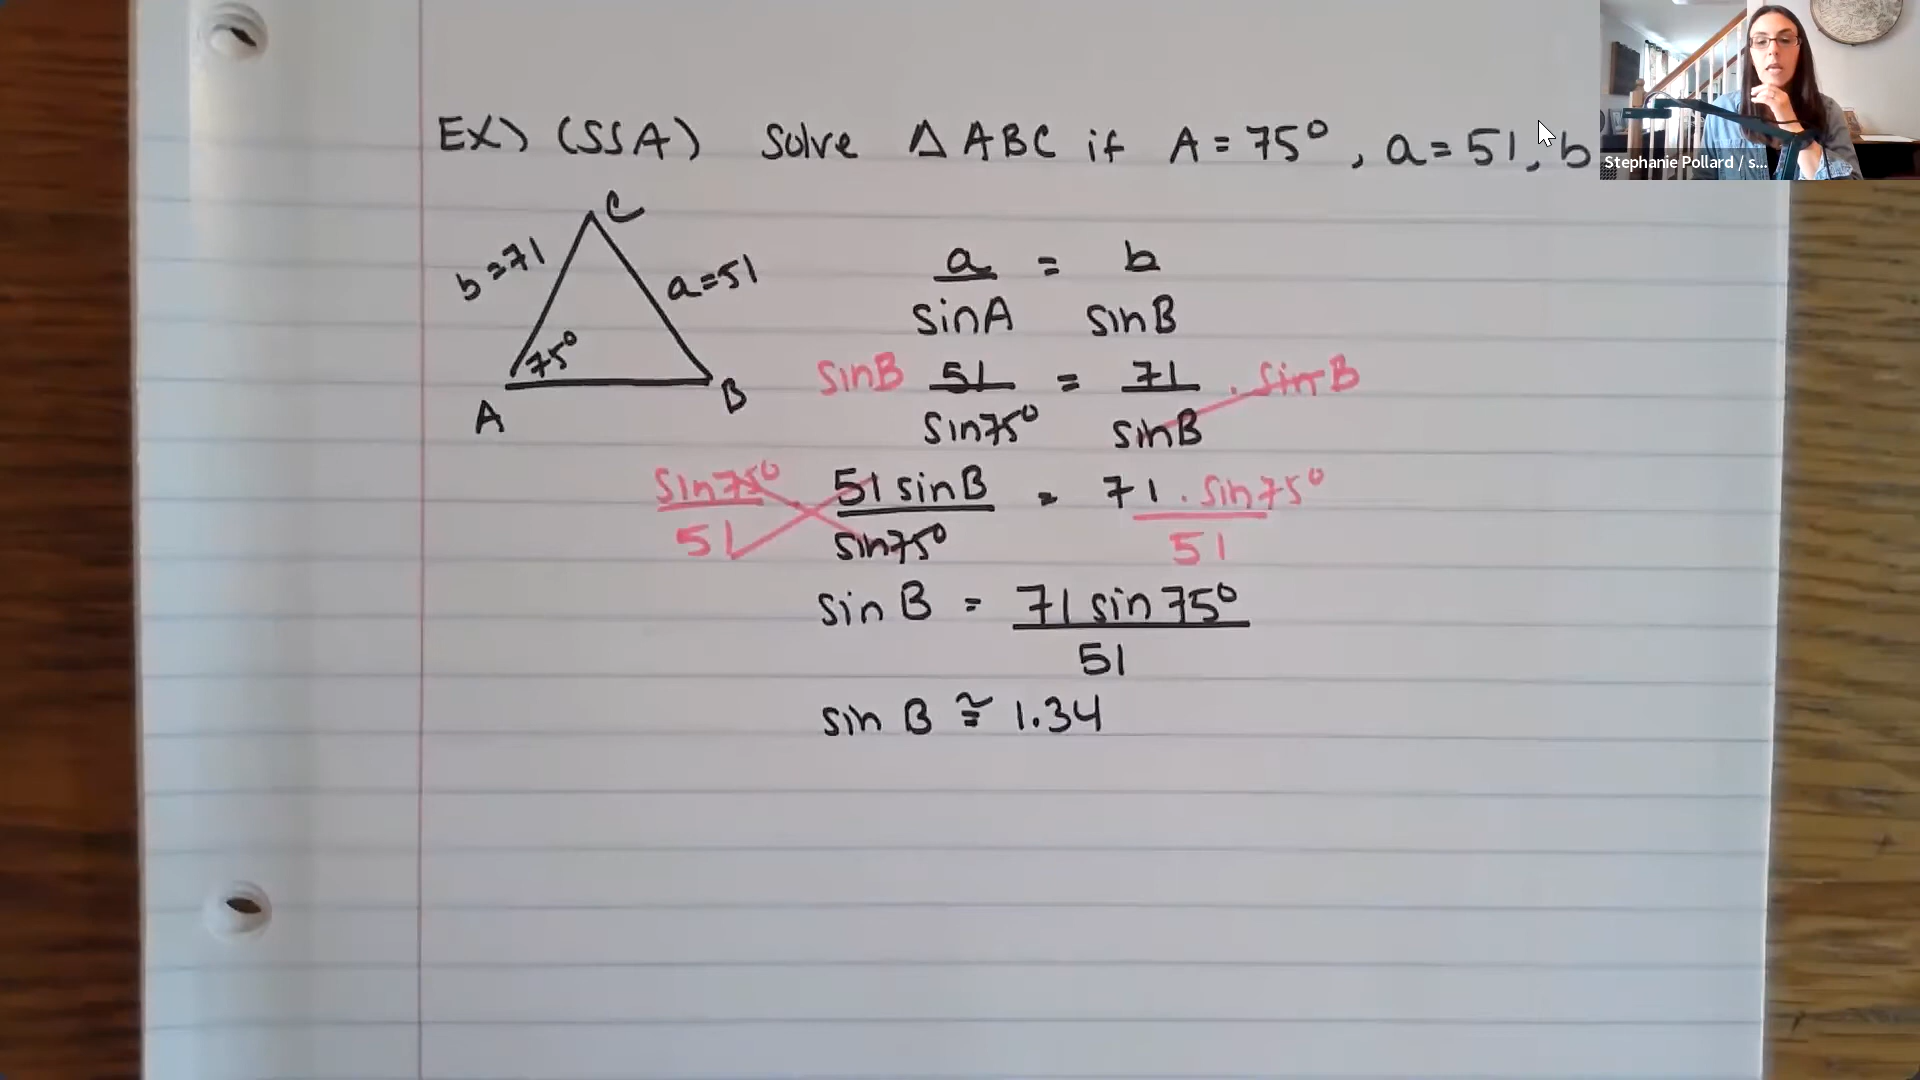 EX) (SSA) Solve △ABC if A = 75°, a = 51, b
Stephanie Pollard / s...
C
b = 71
a = 51
75°
A
B
a/sinA = b/sinB
sinB 51/sin75° = 71/sinB · sinB
sin75°/51 51 sinB/sin75° = 71 · sin75°/51
sin B = 71 sin 75°/51
sin B ≅ 1.34